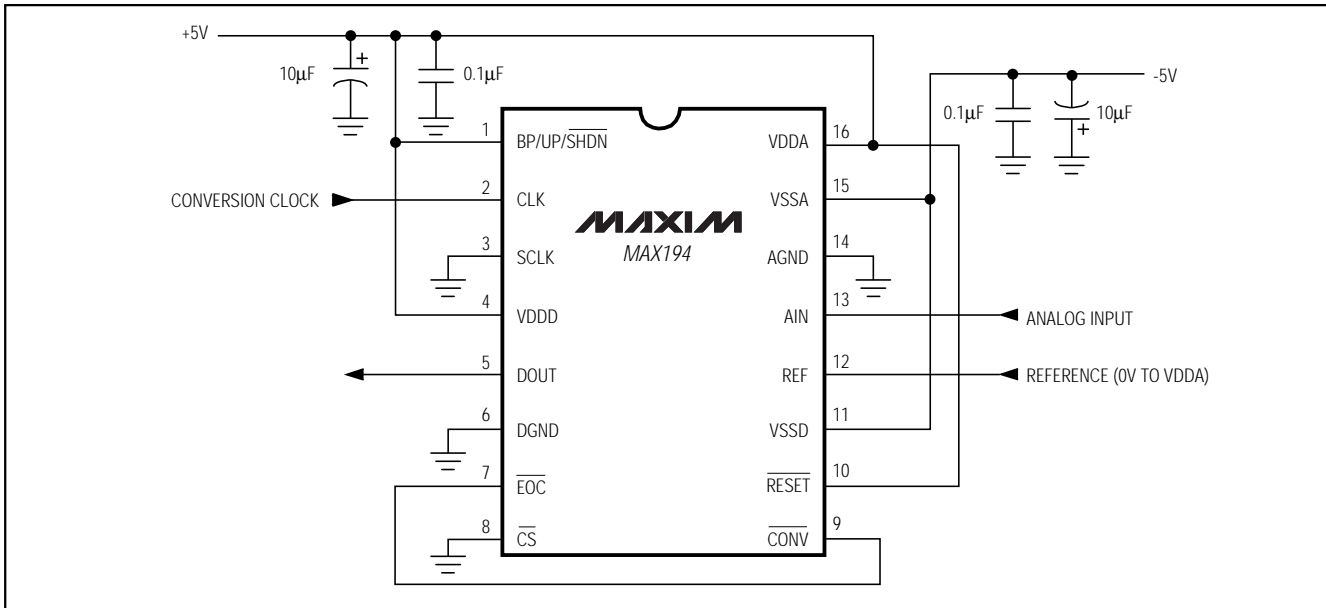 +5V
10µF
+
0.1µF
-5V
0.1µF
10µF
+
1
BP/UP/SHDN
VDDA
16
CONVERSION CLOCK
2
CLK
VSSA
15
MAXIM
MAX194
3
SCLK
AGND
14
4
VDDD
AIN
13
ANALOG INPUT
5
DOUT
REF
12
REFERENCE (0V TO VDDA)
6
DGND
VSSD
11
7
EOC
RESET
10
8
CS
CONV
9